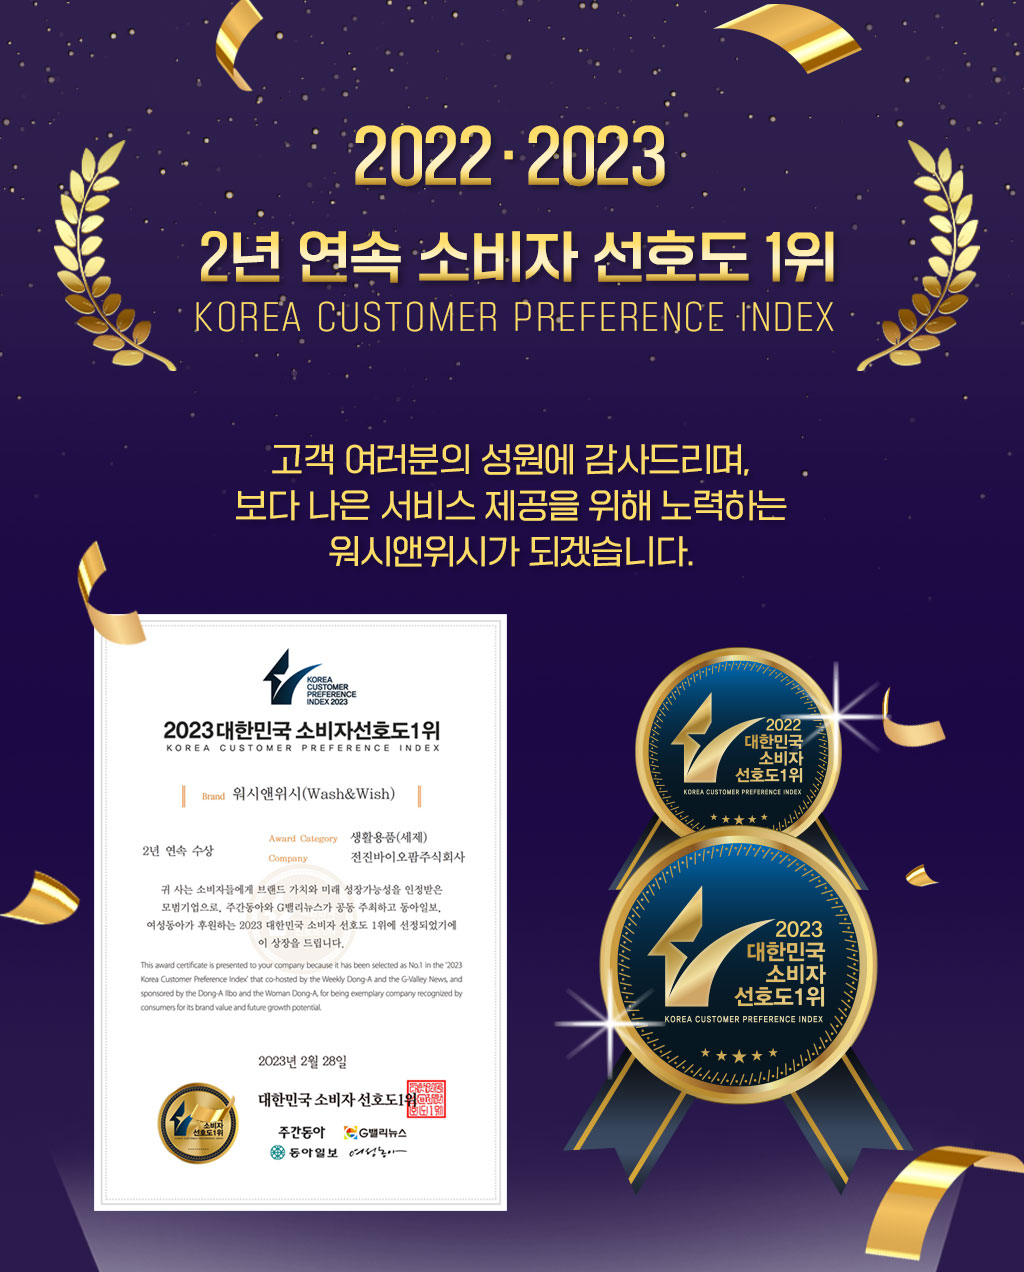 2022·2023
2년 연속 소비자 선호도 1위
KOREA CUSTOMER PREFERENCE INDEX
고객 여러분의 성원에 감사드리며,
보다 나은 서비스 제공을 위해 노력하는
워시앤위시가 되겠습니다.
KOREA
CUSTOMER
PREFERENCE
INDEX 2023
2023 대한민국 소비자선호도1위
KOREA CUSTOMER PREFERENCE INDEX
Brand 워시앤위시(Wash&Wish)
2년 연속 수상
Award Category 생활용품(세제)
Company 전진바이오팜주식회사
귀 사는 소비자들에게 브랜드 가치와 미래 성장가능성을 인정받은
모범기업으로, 주간동아와 G밸리뉴스가 공동 주최하고 동아일보,
여성동아가 후원하는 2023 대한민국 소비자 선호도 1위에 선정되었기에
이 상장을 드립니다.
This award certificate is presented to your company because it has been selected as No.1 in the '2023
Korea Customer Preference Index' that co-hosted by the Weekly Dong-A and the G-Valley News, and
sponsored by the Dong-A Ilbo and the Woman Dong-A, for being exemplary company recognized by
consumers for its brand value and future growth potential.
2023년 2월 28일
대한민국 소비자 선호도1위
소비자
선호도1위
주간동아 G밸리뉴스
동아일보 여성동아
2022
대한민국
소비자
선호도1위
KOREA CUSTOMER PREFERENCE INDEX
2023
대한민국
소비자
선호도1위
KOREA CUSTOMER PREFERENCE INDEX